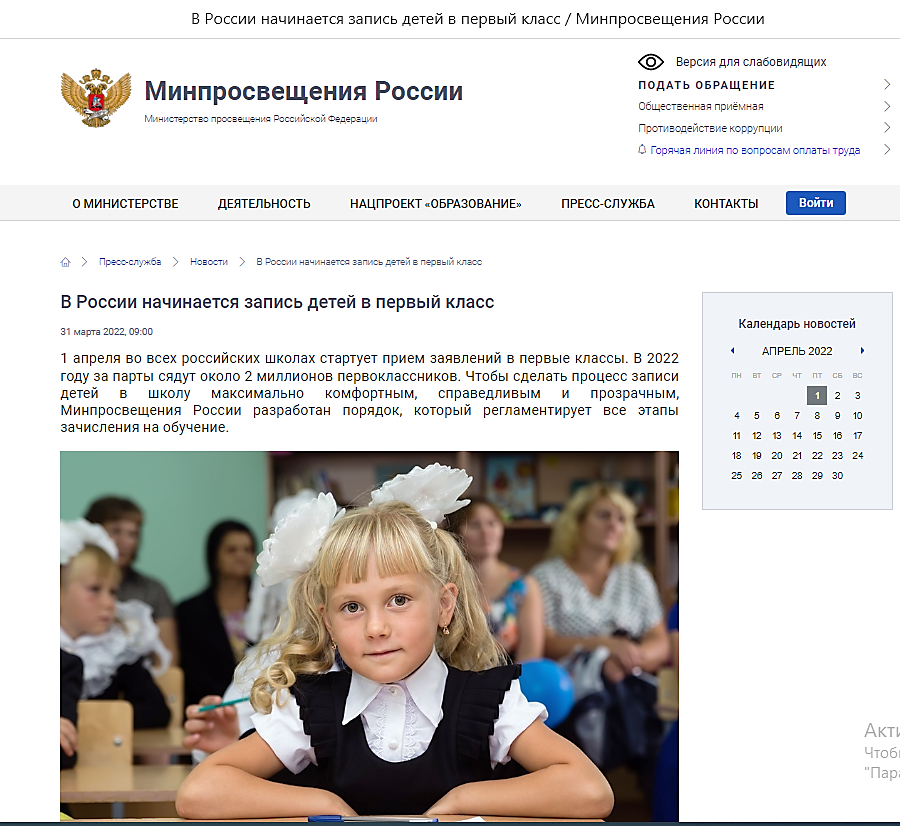 В России начинается запись детей в первый класс / Минпросвещения России
Версия для слабовидящих
Минпросвещения России
ПОДАТЬ ОБРАЩЕНИЕ
Министерство просвещения Российской Федерации
Общественная приёмная
Противодействие коррупции
Горячая линия по вопросам оплаты труда
О МИНИСТЕРСТВЕ ДЕЯТЕЛЬНОСТЬ НАЦПРОЕКТ «ОБРАЗОВАНИЕ» ПРЕСС-СЛУЖБА КОНТАКТЫ Войти
Пресс-служба Новости В России начинается запись детей в первый класс
В России начинается запись детей в первый класс
31 марта 2022, 09:00
1 апреля во всех российских школах стартует прием заявлений в первые классы. В 2022
году за парты сядут около 2 миллионов первоклассников. Чтобы сделать процесс записи
детей в школу максимально комфортным, справедливым и прозрачным,
Минпросвещения России разработан порядок, который регламентирует все этапы
зачисления на обучение.
Календарь новостей
АПРЕЛЬ 2022
ПН ВТ СР ЧТ ПТ СБ ВС
1 2 3
4 5 6 7 8 9 10
11 12 13 14 15 16 17
18 19 20 21 22 23 24
25 26 27 28 29 30